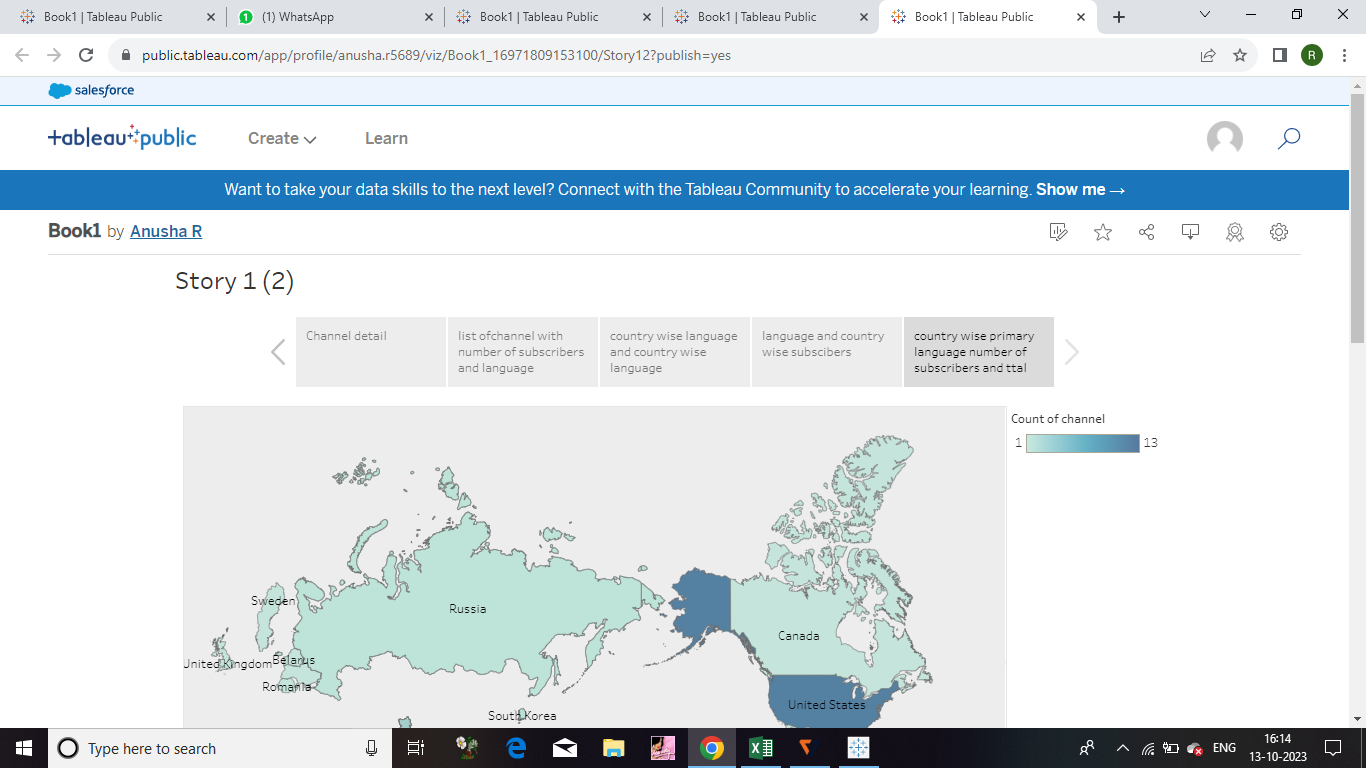 Book1 | Tableau Public
(1) WhatsApp
Book1 | Tableau Public
Book1 | Tableau Public
Book1 | Tableau Public
public.tableau.com/app/profile/anusha.r5689/viz/Book1_16971809153100/Story12?publish=yes
R
salesforce
+ableau public
Create
Learn
Want to take your data skills to the next level? Connect with the Tableau Community to accelerate your learning. Show me →
Book1 by Anusha R
Story 1 (2)
Channel detail
list ofchannel with
number of subscribers
and language
country wise language
and country wise
language
language and country
wise subscibers
country wise primary
language number of
subscribers and ttal
Count of channel
1 13
Sweden
Russia
Canada
United Kingdom
Belarus
Romania
United States
South Korea
Type here to search
ENG
16:14
13-10-2023